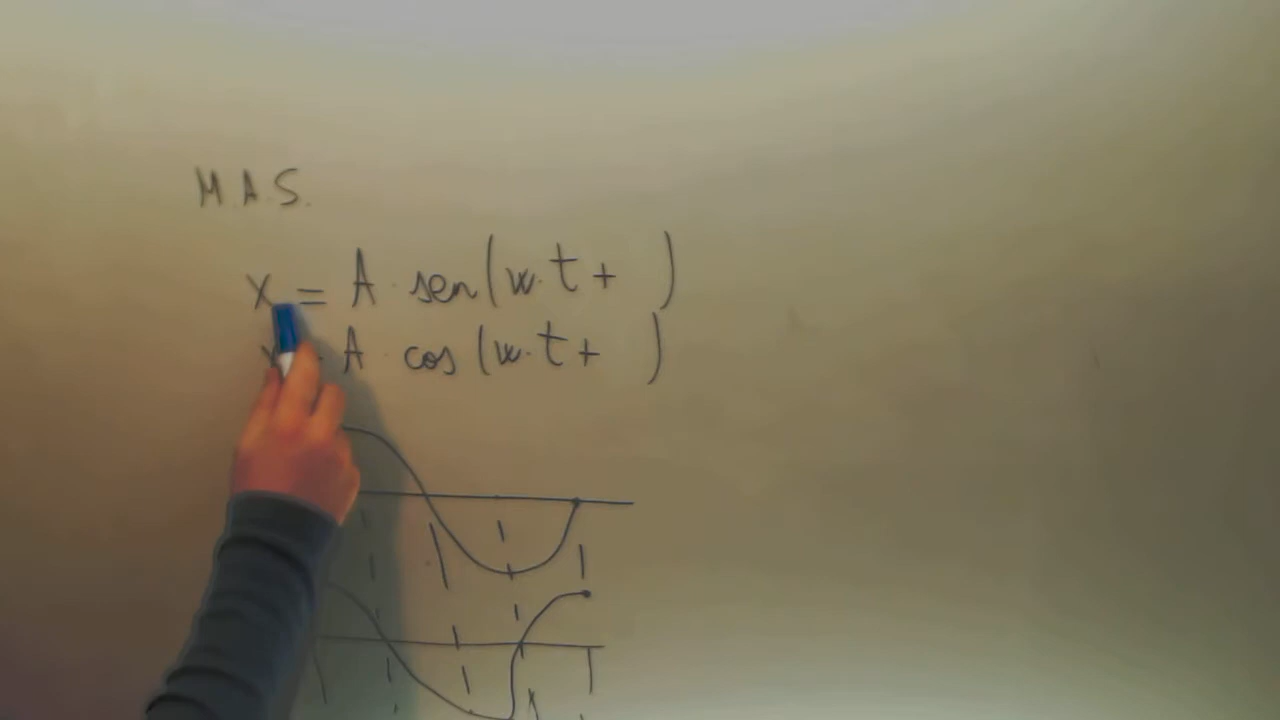 M.A.S.
x = A · sen(w·t + )
x = A · cos(w·t + )